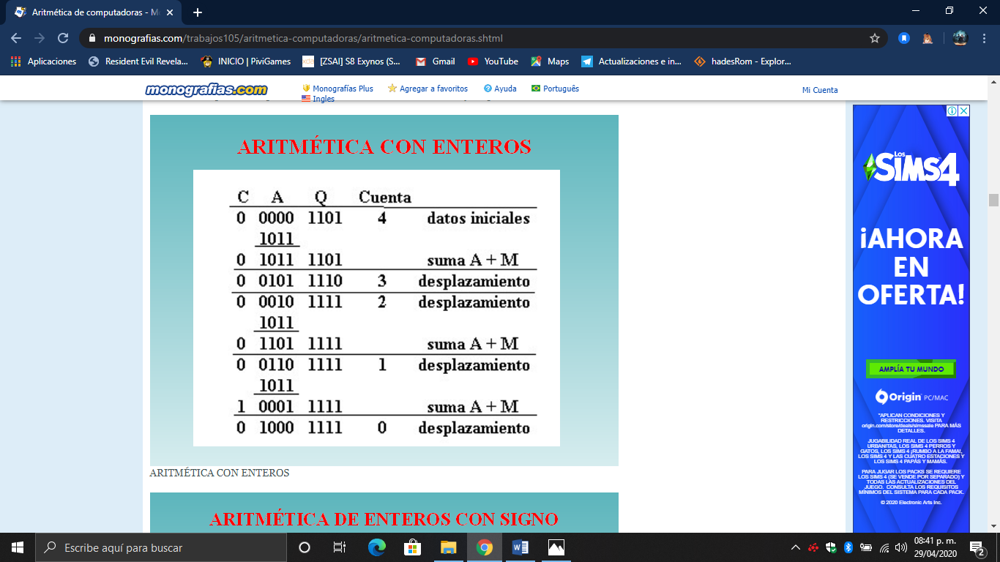 Aritmética de computadoras - Mo
monografias.com/trabajos105/aritmetica-computadoras/aritmetica-computadoras.shtml
Aplicaciones Resident Evil Revela... INICIO | PiviGames [ZSAI] S8 Exynos (S... Gmail YouTube Maps Actualizaciones e in... hadesRom - Explor...
monografias.com Monografías Plus Agregar a favoritos Ayuda Português Mi Cuenta
Ingles
ARITMÉTICA CON ENTEROS
C A Q Cuenta
0 0000 1101 4 datos iniciales
1011
0 1011 1101 suma A + M
0 0101 1110 3 desplazamiento
0 0010 1111 2 desplazamiento
1011
0 1101 1111 suma A + M
0 0110 1111 1 desplazamiento
1011
1 0001 1111 suma A + M
0 1000 1111 0 desplazamiento
ARITMÉTICA CON ENTEROS
ARITMÉTICA DE ENTEROS CON SIGNO
Los
SIMS4
¡AHORA
EN
OFERTA!
AMPLÍA TU MUNDO
Origin PC/MAC
*APLICAN CONDICIONES Y
RESTRICCIONES. VISITA
origin.com/store/deals/simssale PARA MÁS
DETALLES.
JUGABILIDAD REAL DE LOS SIMS 4
URBANITAS, LOS SIMS 4 PERROS Y
GATOS, LOS SIMS 4 ¡RUMBO A LA FAMA!,
LOS SIMS 4 Y LAS CUATRO ESTACIONES Y
LOS SIMS 4 PAPÁS Y MAMÁS.
PARA JUGAR LOS PACKS SE REQUIERE
LOS SIMS 4 (SE VENDE POR SEPARADO) Y
TODAS LAS ACTUALIZACIONES DEL
JUEGO. CONSULTA LOS REQUISITOS
MÍNIMOS DEL SISTEMA PARA CADA PACK.
© 2020 Electronic Arts Inc.
Escribe aquí para buscar
08:41 p. m.
29/04/2020
2